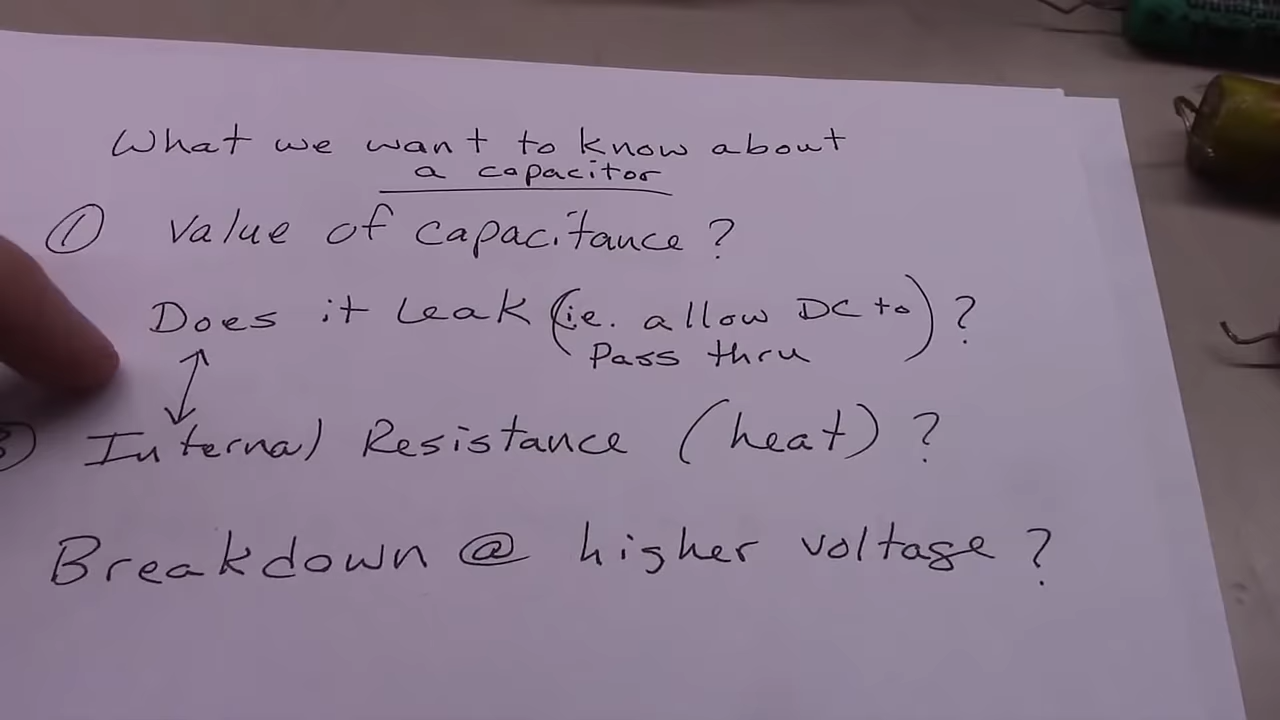 What we want to know about
a capacitor
① Value of capacitance?
Does it Leak (ie. allow DC to) ?
Pass thru
3 Internal Resistance (heat) ?
Breakdown @ higher voltage ?